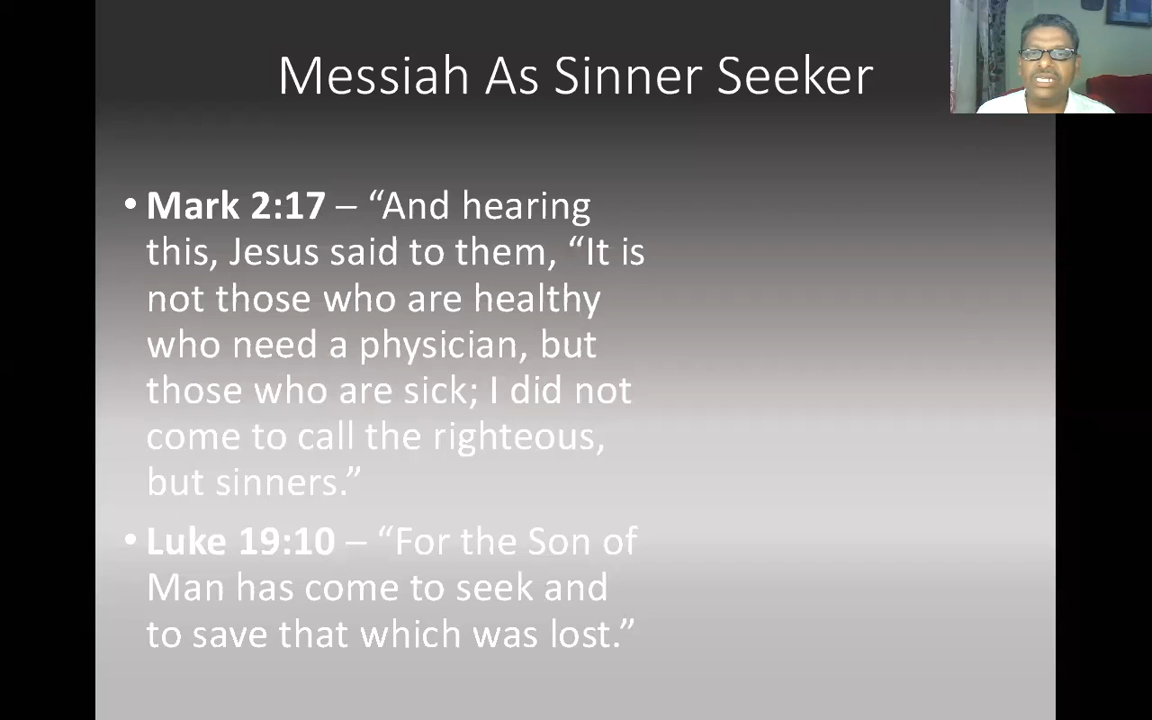 Messiah As Sinner Seeker
• Mark 2:17 – “And hearing
this, Jesus said to them, “It is
not those who are healthy
who need a physician, but
those who are sick; I did not
come to call the righteous,
but sinners.”
• Luke 19:10 – “For the Son of
Man has come to seek and
to save that which was lost.”